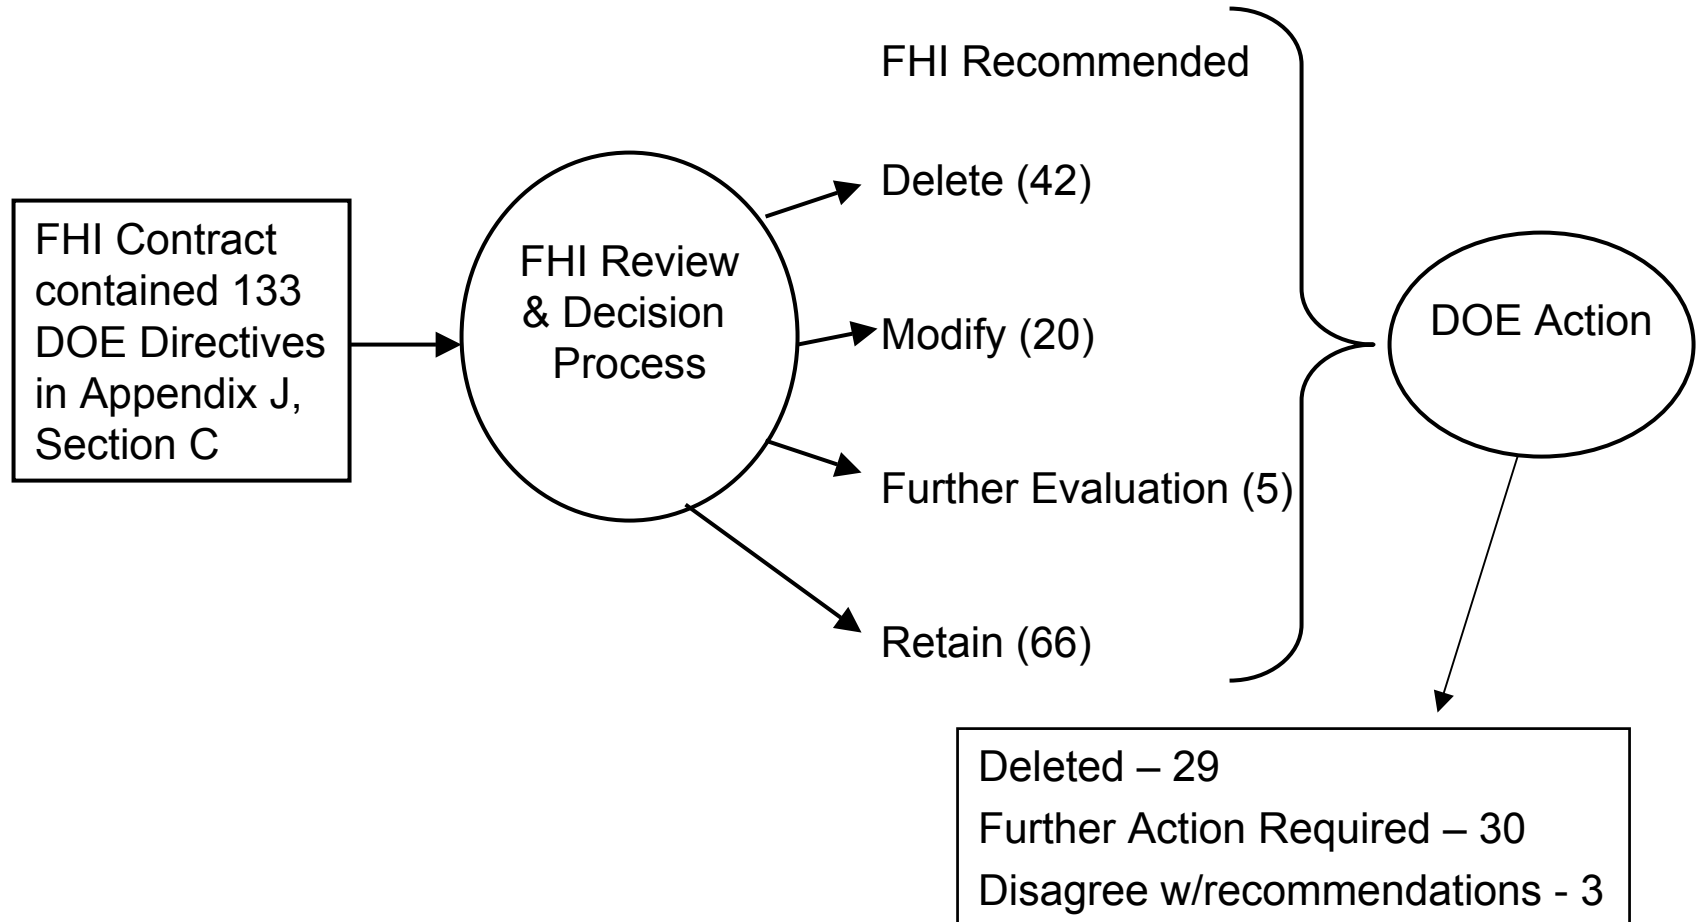 FHI Contract
contained 133
DOE Directives
in Appendix J,
Section C
FHI Review
& Decision
Process
FHI Recommended
Delete (42)
Modify (20)
Further Evaluation (5)
Retain (66)
DOE Action
Deleted – 29
Further Action Required – 30
Disagree w/recommendations - 3